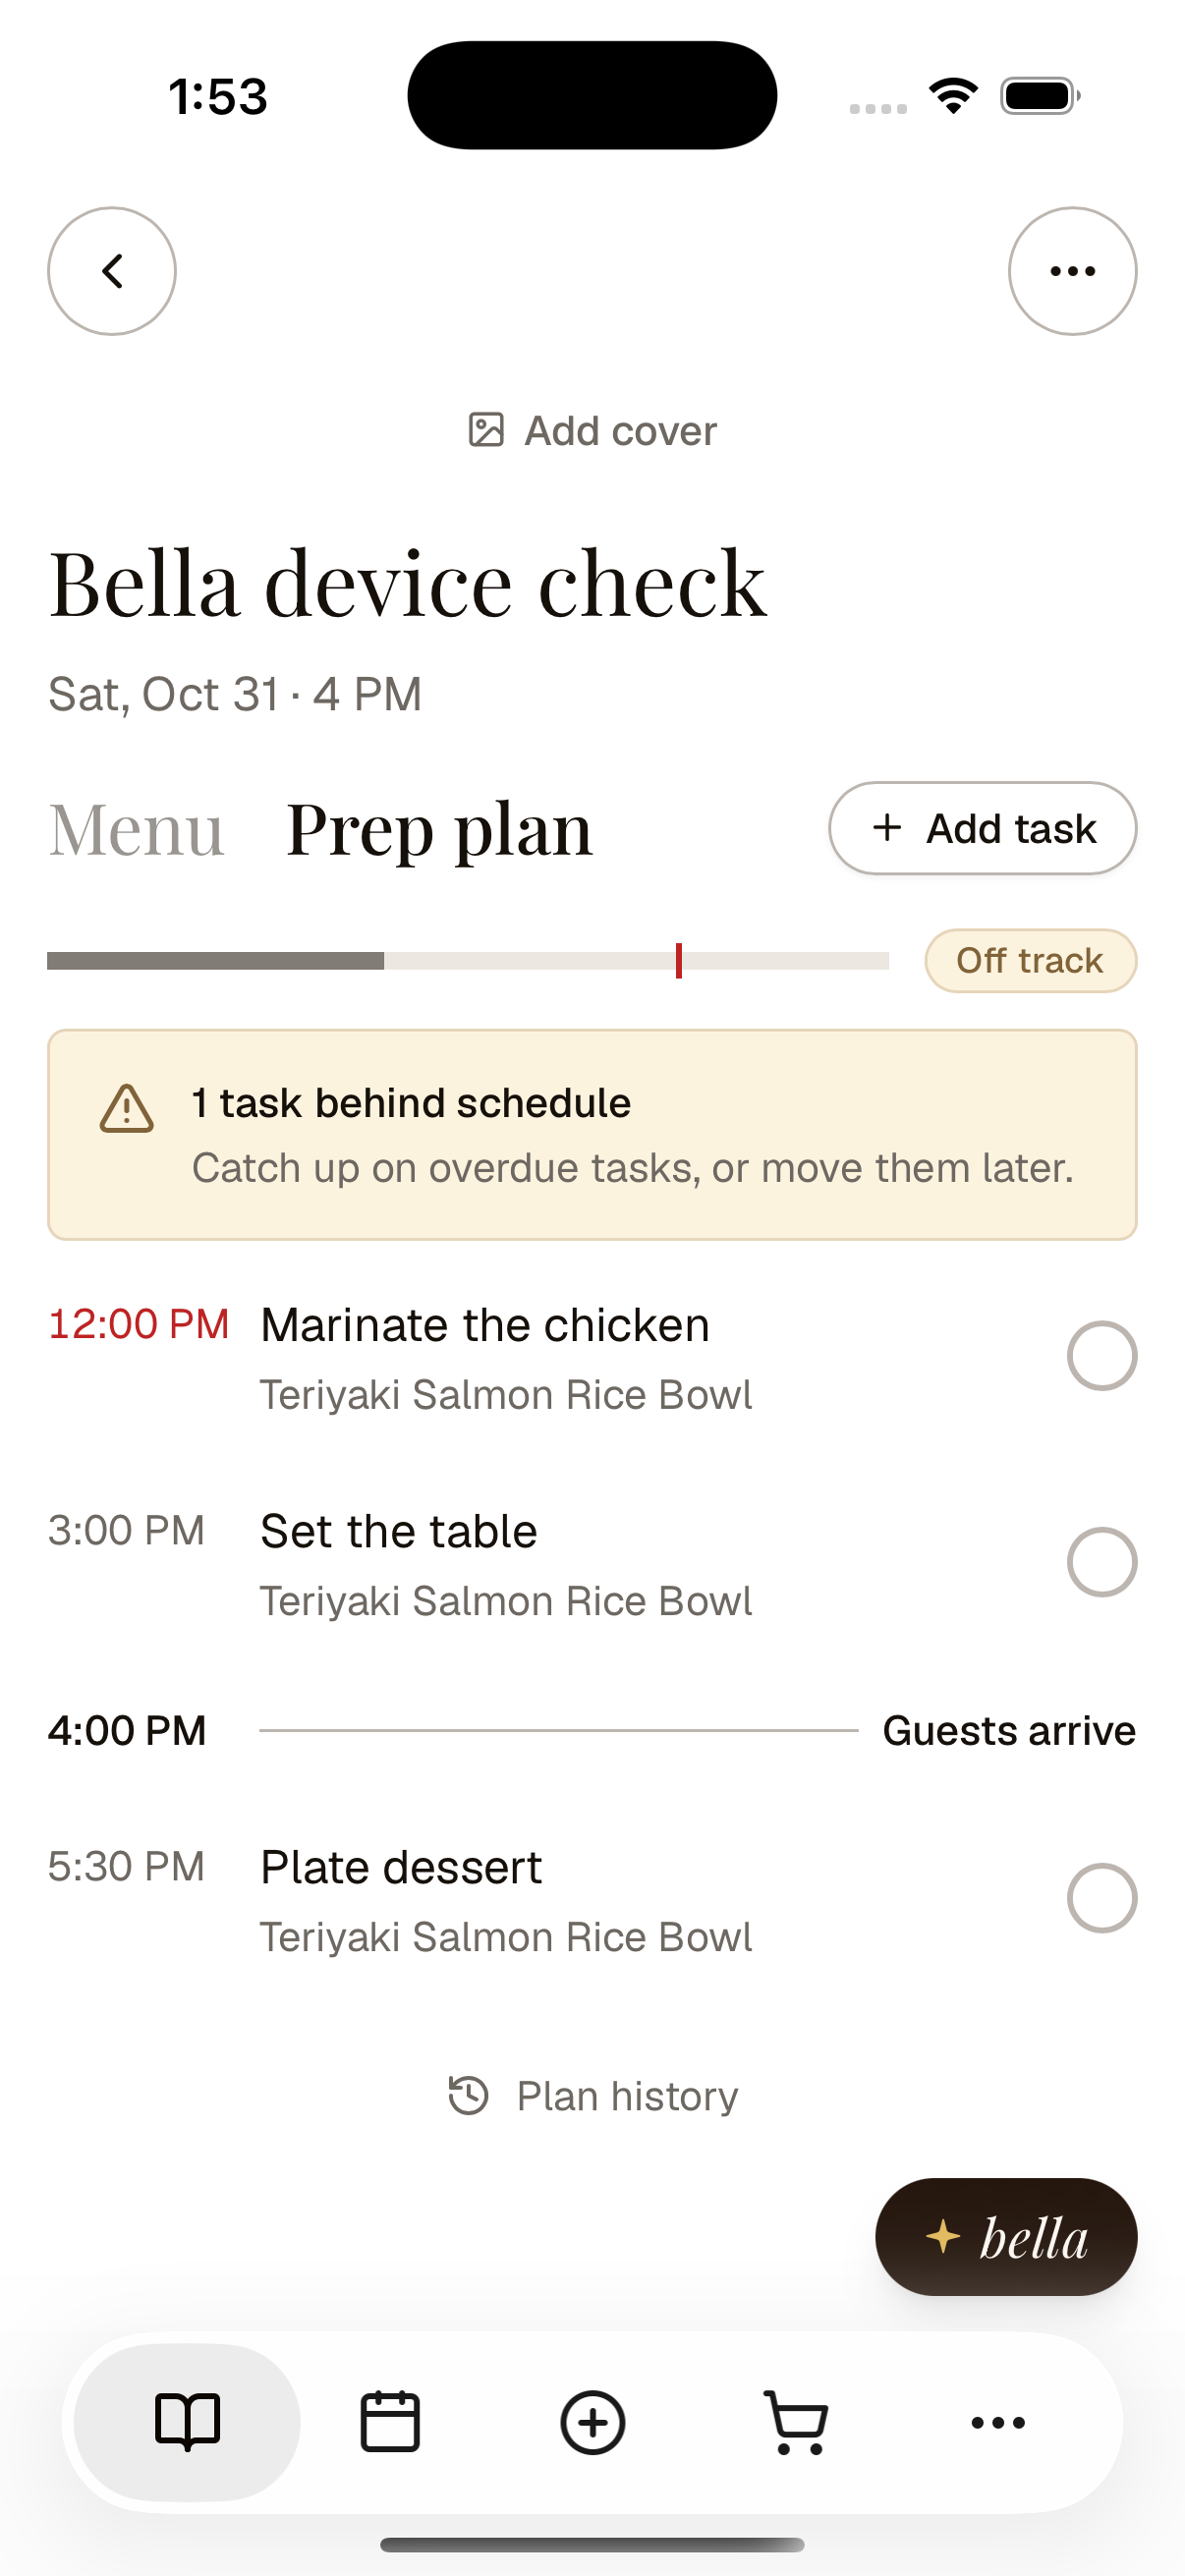 1:53
Add cover
Bella device check
Sat, Oct 31 · 4 PM
Menu Prep plan + Add task
Off track
1 task behind schedule
Catch up on overdue tasks, or move them later.
12:00 PM Marinate the chicken
Teriyaki Salmon Rice Bowl
3:00 PM Set the table
Teriyaki Salmon Rice Bowl
4:00 PM Guests arrive
5:30 PM Plate dessert
Teriyaki Salmon Rice Bowl
Plan history
bella